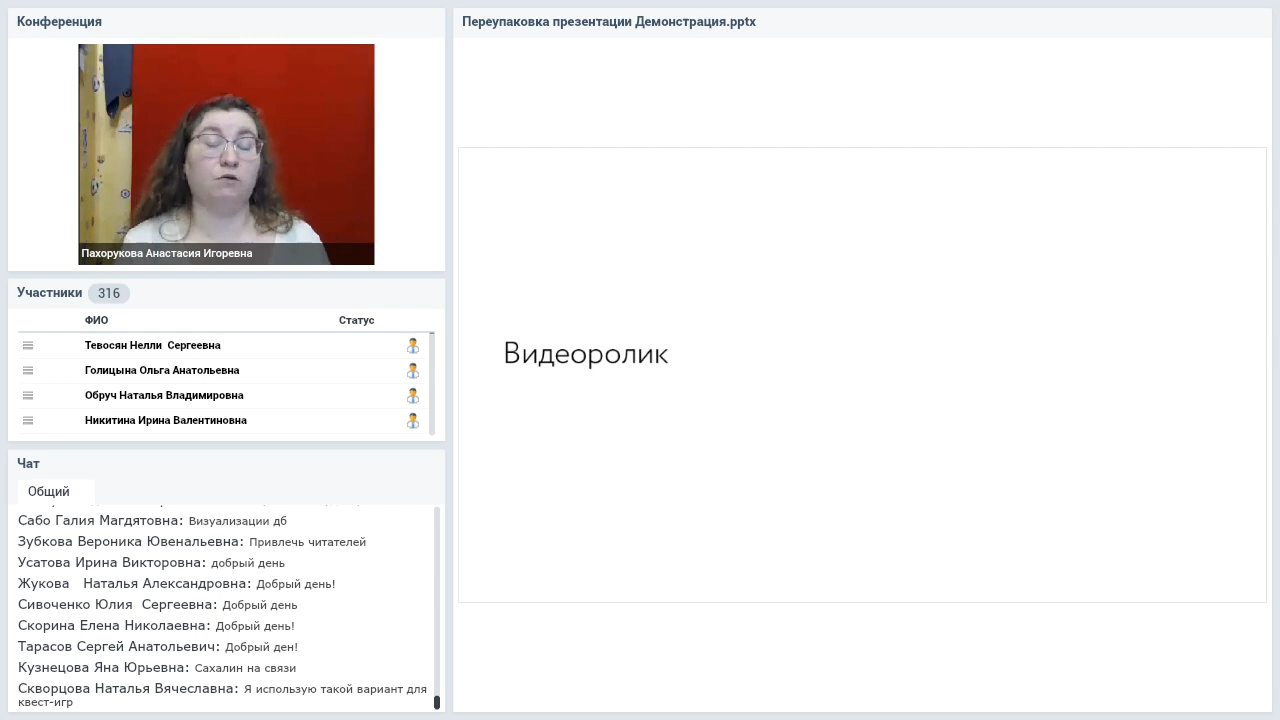 Конференция
Пахорукова Анастасия Игоревна
Участники 316
ФИО Статус
Тевосян Нелли Сергеевна
Голицына Ольга Анатольевна
Обруч Наталья Владимировна
Никитина Ирина Валентиновна
Чат
Общий
Сабо Галия Магдятовна: Визуализации дб
Зубкова Вероника Ювенальевна: Привлечь читателей
Усатова Ирина Викторовна: добрый день
Жукова Наталья Александровна: Добрый день!
Сивоченко Юлия Сергеевна: Добрый день
Скорина Елена Николаевна: Добрый день!
Тарасов Сергей Анатольевич: Добрый ден!
Кузнецова Яна Юрьевна: Сахалин на связи
Скворцова Наталья Вячеславна: Я использую такой вариант для
квест-игр
Переупаковка презентации Демонстрация.pptx
Видеоролик